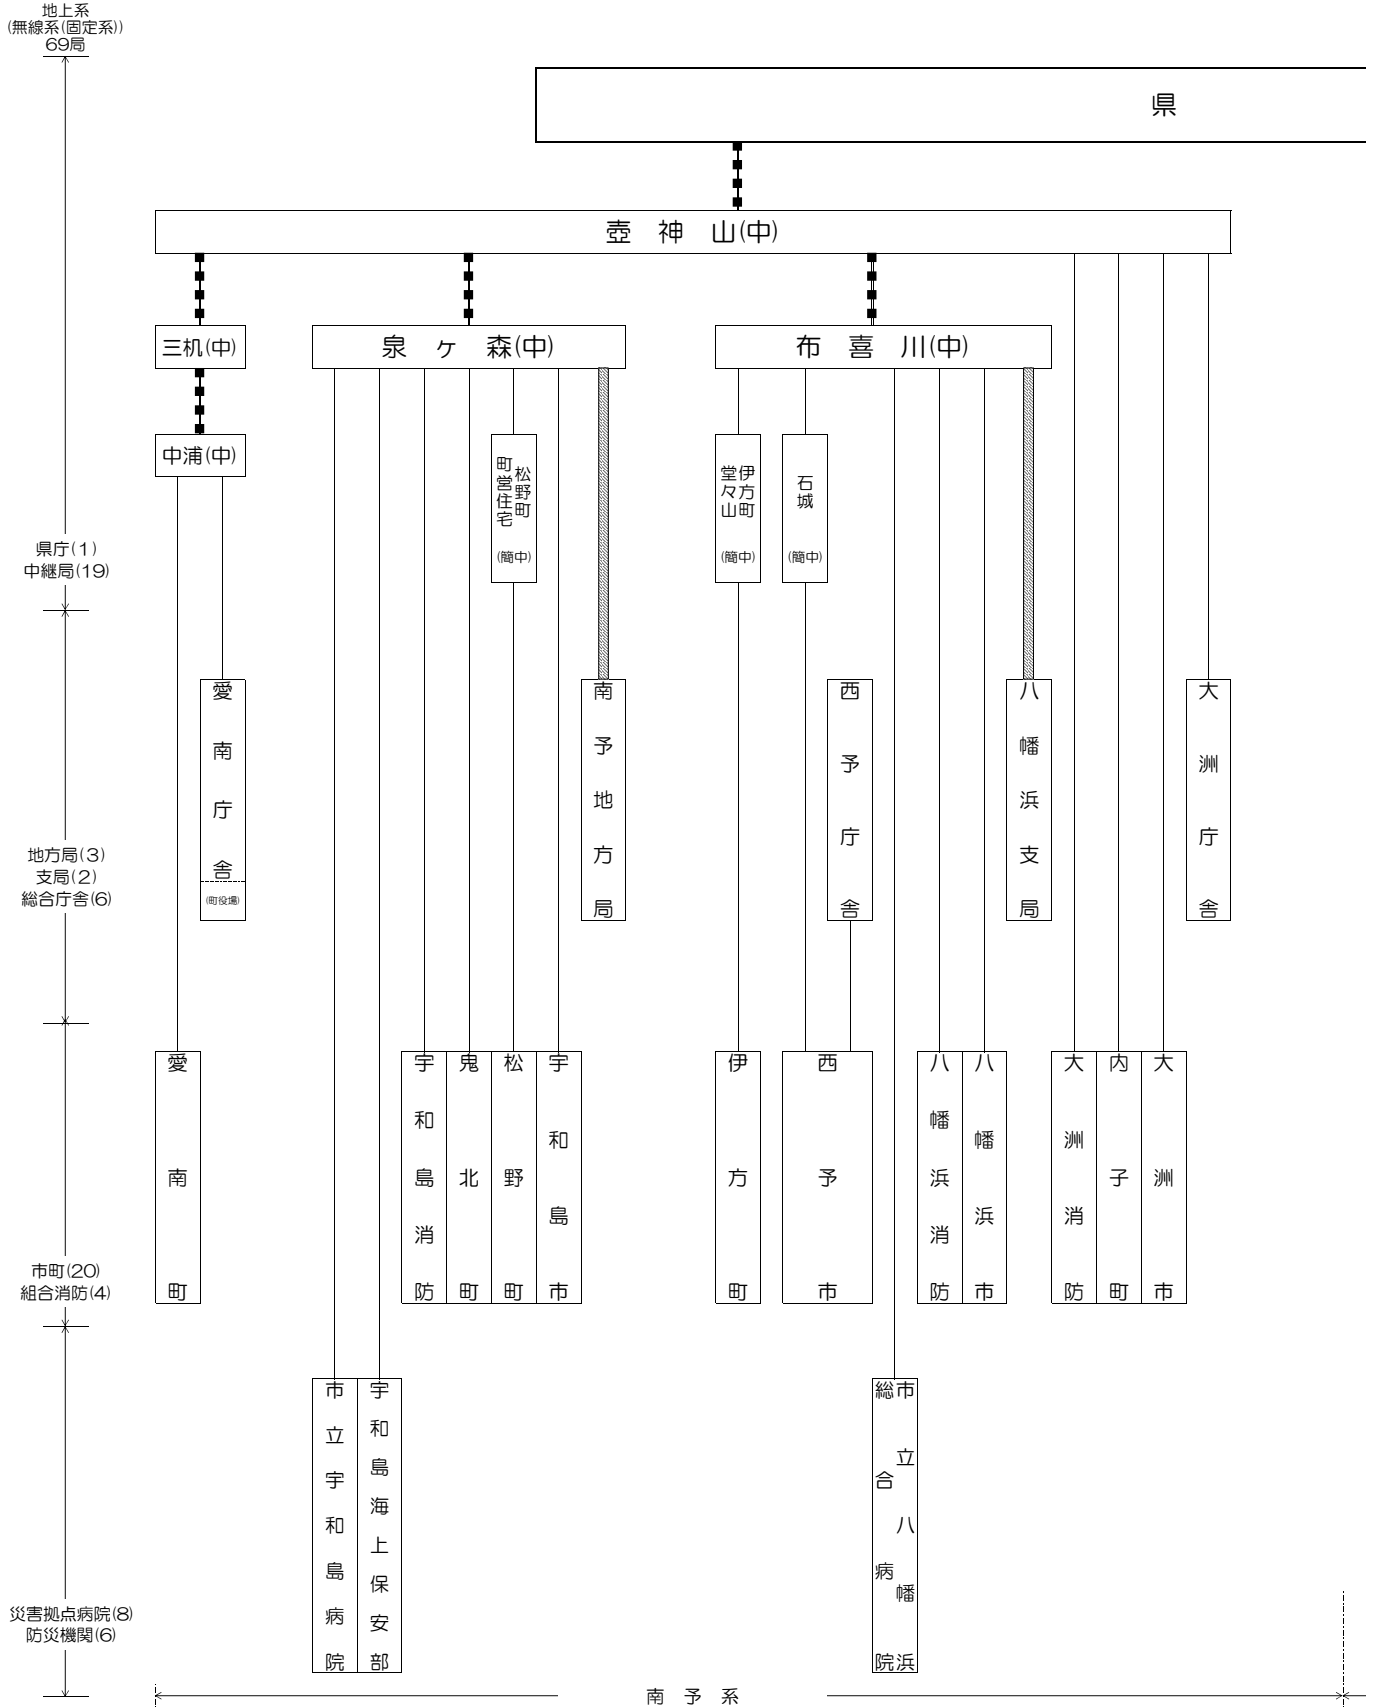 地上系
(無線系(固定系))
69局
県
壺神山(中)
三机(中)
泉ヶ森(中)
布喜川(中)
中浦(中)
松野町
町営住宅
(簡中)
伊方町
堂々山
(簡中)
石城
(簡中)
県庁(1)
中継局(19)
愛南庁舎
(町役場)
南予地方局
西予庁舎
八幡浜支局
大洲庁舎
地方局(3)
支局(2)
総合庁舎(6)
愛南町
宇和島消防
鬼北町
松野町
宇和島市
伊方町
西予市
八幡浜消防
八幡浜市
大洲消防
内子町
大洲市
市町(20)
組合消防(4)
市立宇和島病院
宇和島海上保安部
市立八幡浜
総合病院
災害拠点病院(8)
防災機関(6)
南予系